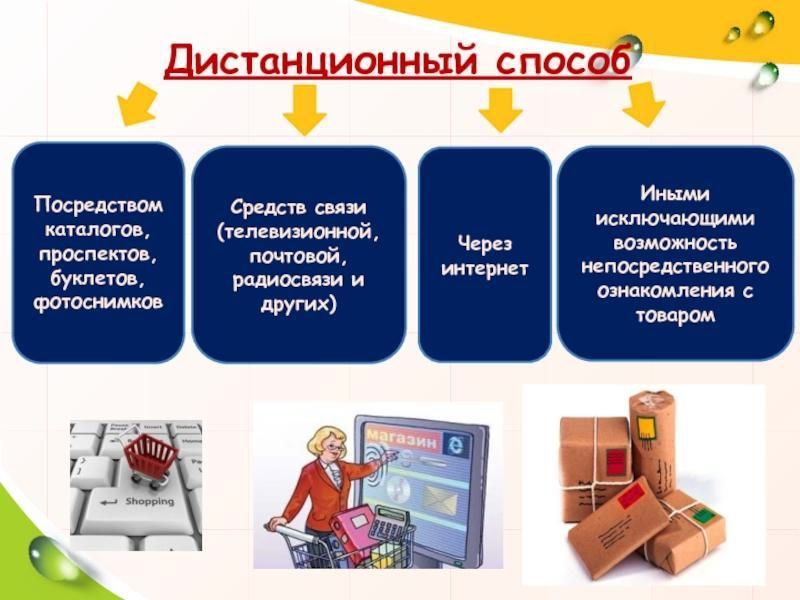 Дистанционный способ
Посредством
каталогов,
проспектов,
буклетов,
фотоснимков
Средств связи
(телевизионной,
почтовой,
радиосвязи и
других)
Через
интернет
Иными
исключающими
возможность
непосредственного
ознакомления с
товаром
Shopping
магазин